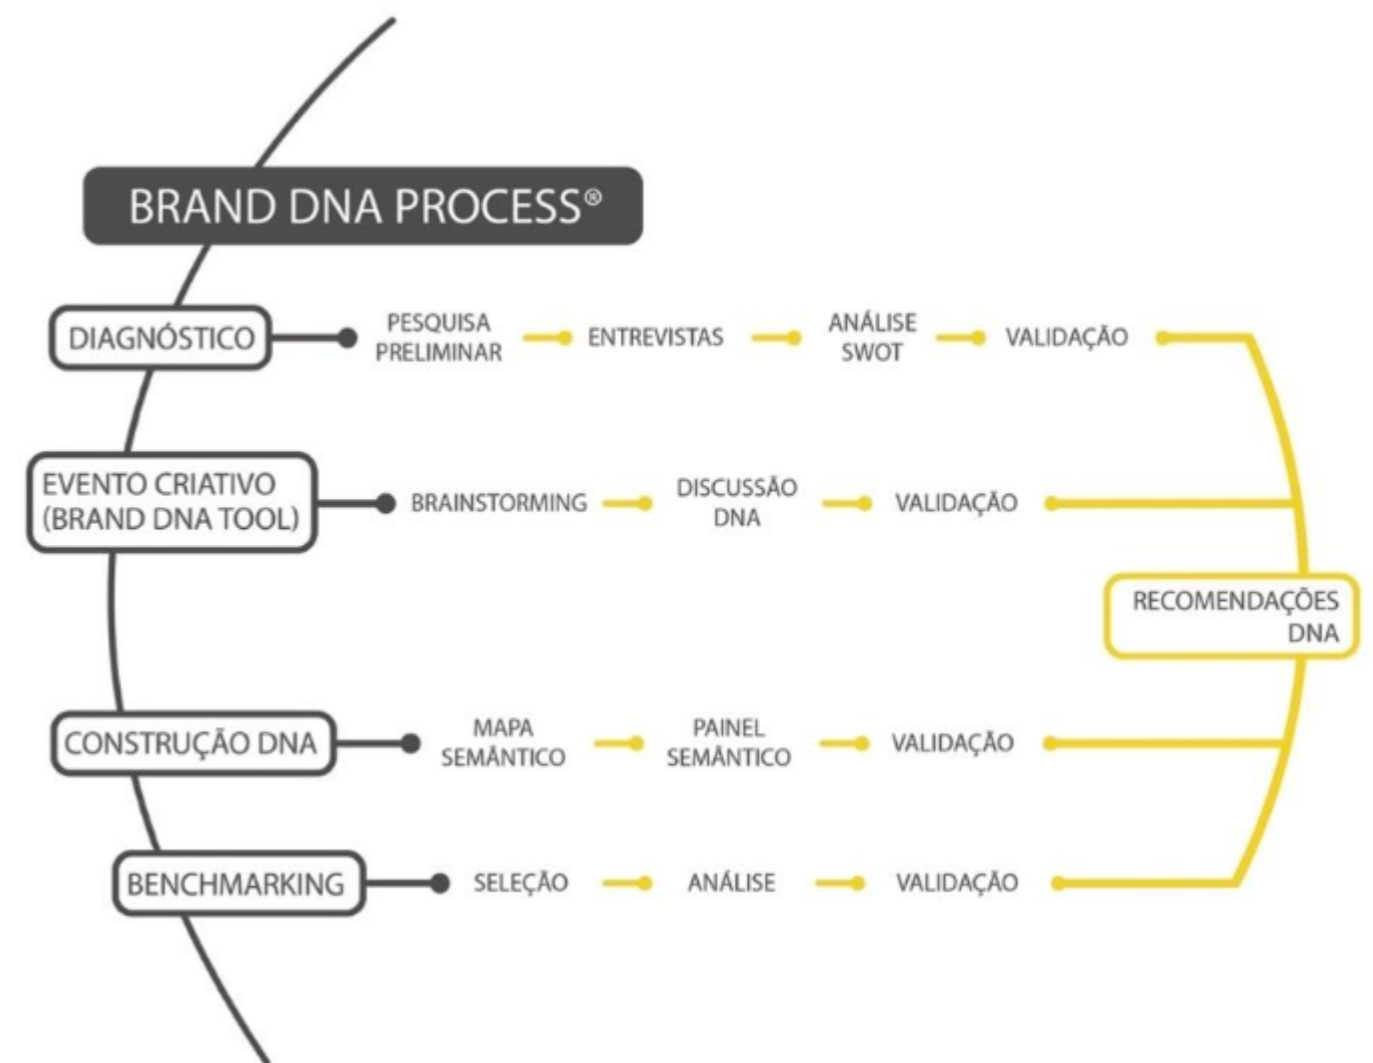 BRAND DNA PROCESS®
DIAGNÓSTICO
PESQUISA
PRELIMINAR
ENTREVISTAS
ANÁLISE
SWOT
VALIDAÇÃO
EVENTO CRIATIVO
(BRAND DNA TOOL)
BRAINSTORMING
DISCUSSÃO
DNA
VALIDAÇÃO
RECOMENDAÇÕES
DNA
CONSTRUÇÃO DNA
MAPA
SEMÂNTICO
PAINEL
SEMÂNTICO
VALIDAÇÃO
BENCHMARKING
SELEÇÃO
ANÁLISE
VALIDAÇÃO